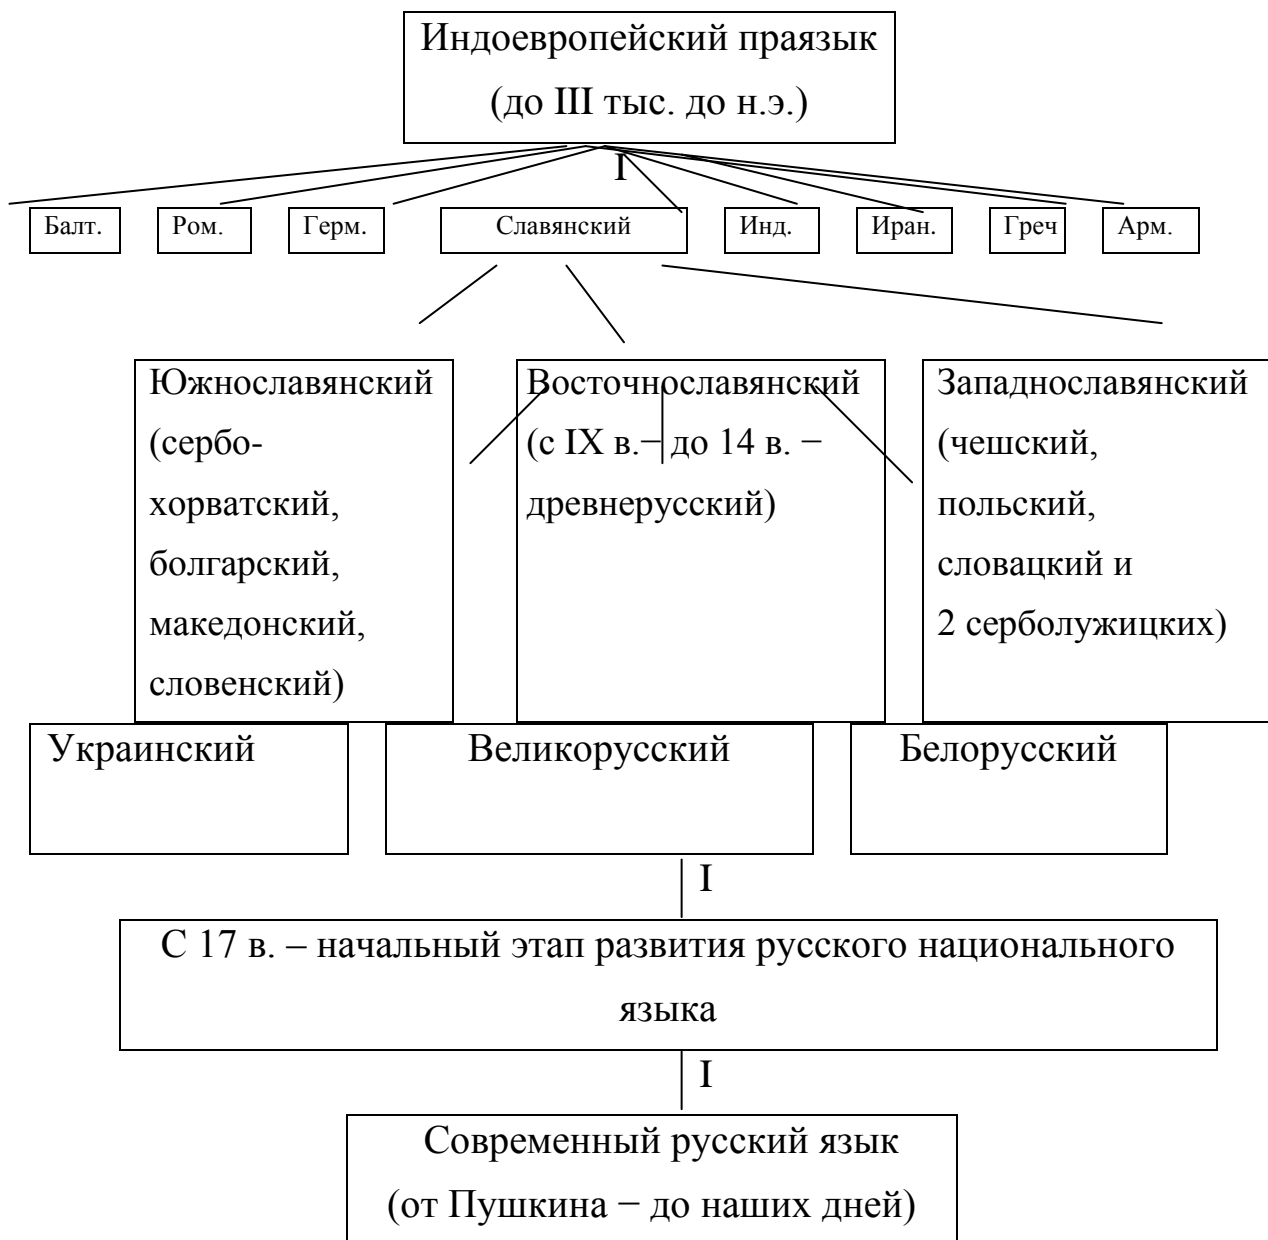 Индоевропейский праязык
(до III тыс. до н.э.)
I
Балт. Ром. Герм. Славянский Инд. Иран. Греч Арм.
Южнославянский
(сербо-
хорватский,
болгарский,
македонский,
словенский)
Восточнославянский
(с IX в.− до 14 в. −
древнерусский)
Западнославянский
(чешский,
польский,
словацкий и
2 серболужицких)
Украинский Великорусский Белорусский
I
С 17 в. – начальный этап развития русского национального
языка
I
Современный русский язык
(от Пушкина − до наших дней)